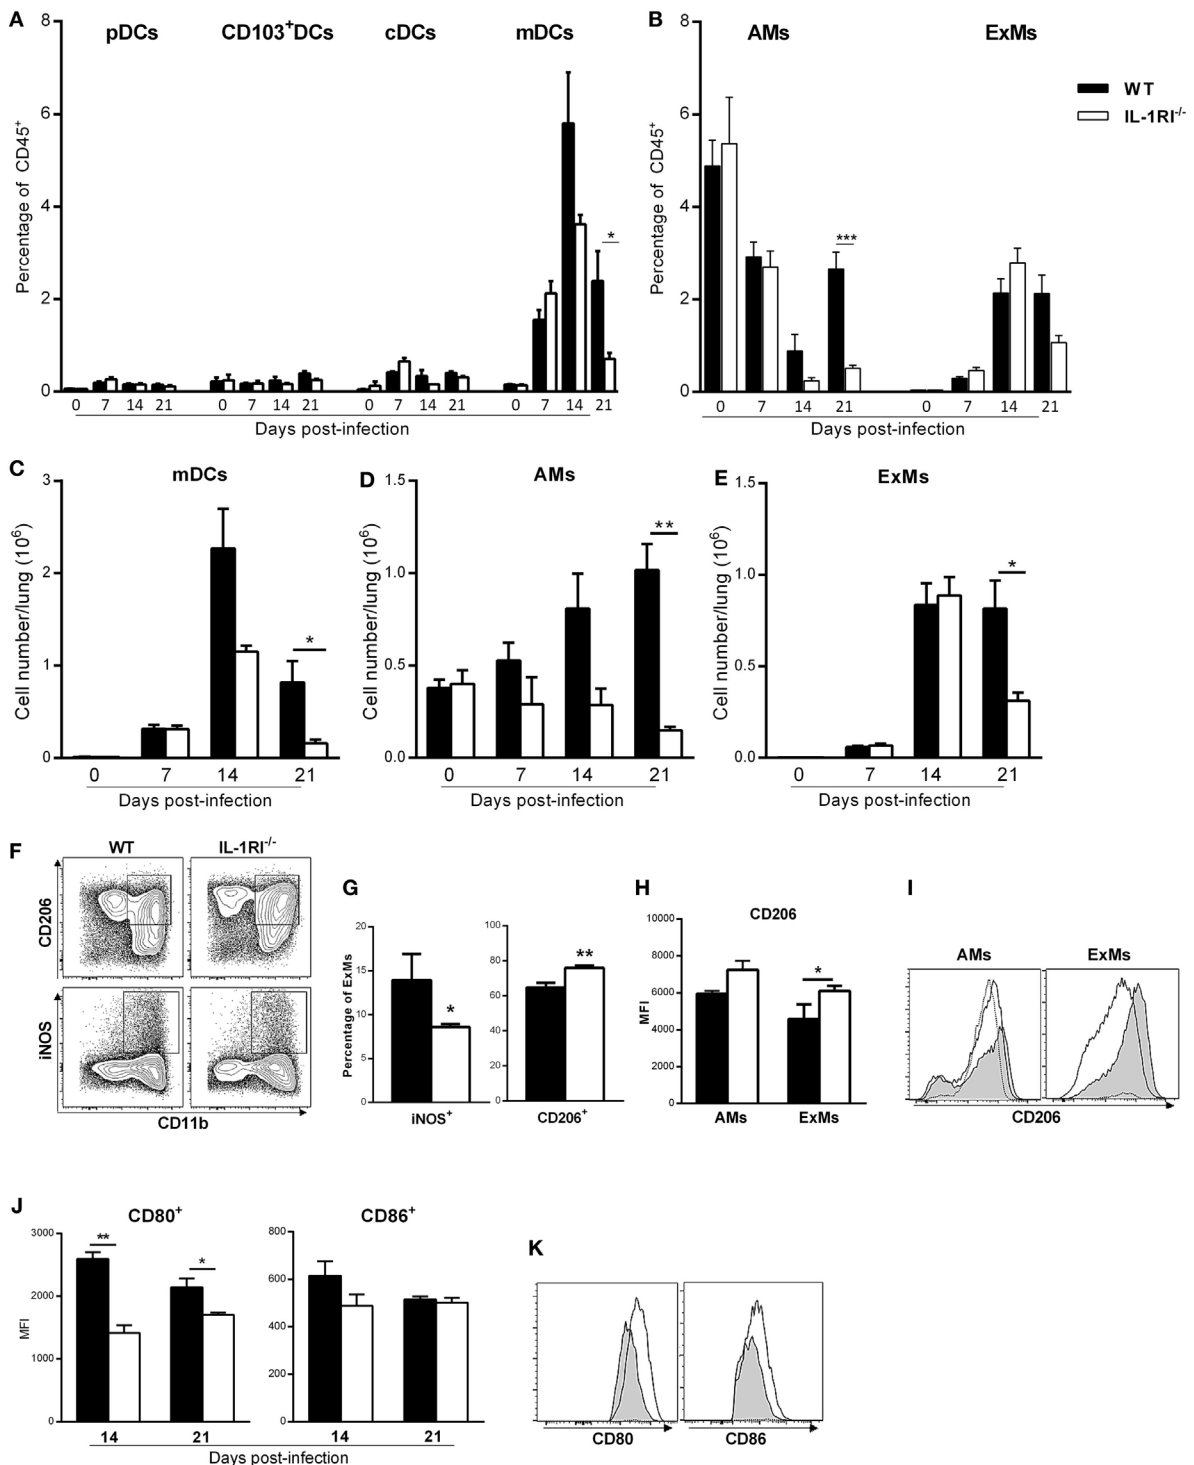 A
pDCs CD103+DCs cDCs mDCs
Percentage of CD45+
8
6
4
2
0
*
0 7 14 21 0 7 14 21 0 7 14 21 0 7 14 21
Days post-infection
B
AMs ExMs
Percentage of CD45+
8
6
4
2
0
***
0 7 14 21 0 7 14 21
Days post-infection
WT
IL-1RI-/-
C
mDCs
Cell number/lung (10^6)
3
2
1
0
*
0 7 14 21
Days post-infection
D
AMs
Cell number/lung (10^6)
1.5
1.0
0.5
0.0
**
0 7 14 21
Days post-infection
E
ExMs
Cell number/lung (10^6)
1.5
1.0
0.5
0.0
*
0 7 14 21
Days post-infection
F
WT IL-1RI-/-
CD206
iNOS
CD11b
G
Percentage of ExMs
20
15
10
5
0
*
iNOS+
100
80
60
40
20
0
**
CD206+
H
CD206
MFI
10000
8000
6000
4000
2000
0
*
AMs ExMs
I
AMs ExMs
CD206
J
CD80+ CD86+
MFI
3000
2000
1000
0
** *
14 21
800
600
400
200
0
14 21
Days post-infection
K
CD80 CD86